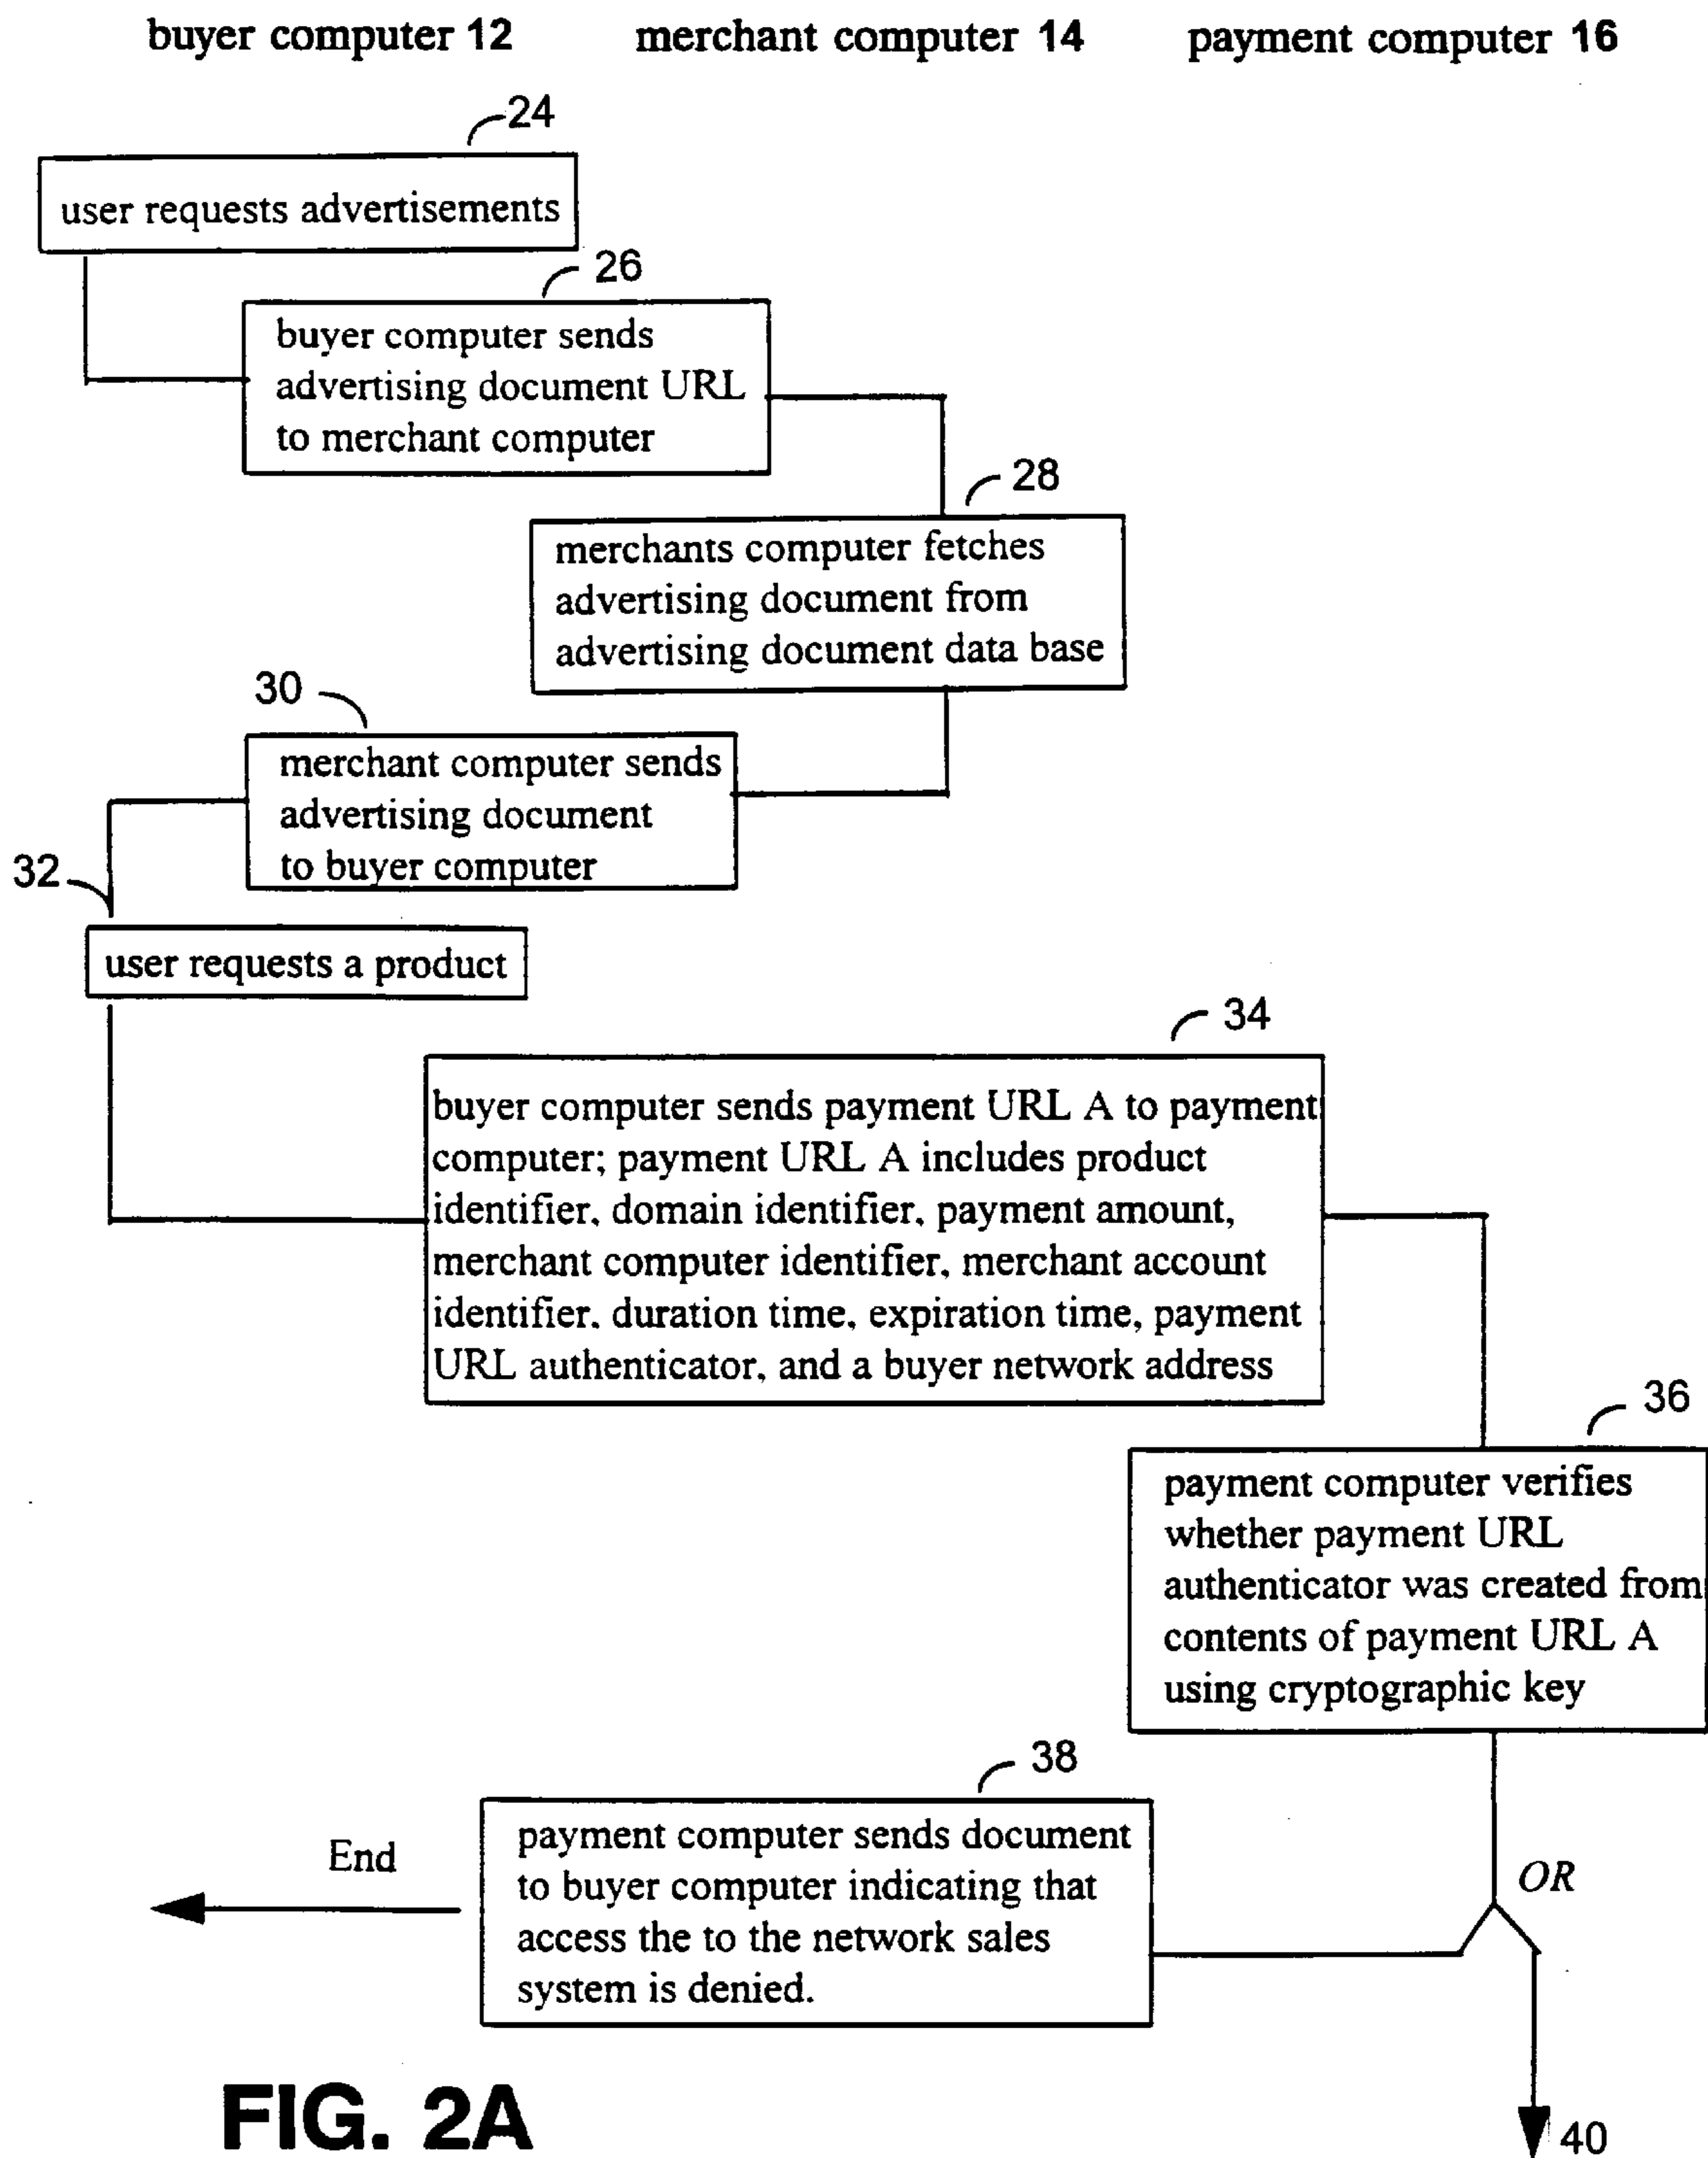 buyer computer 12 merchant computer 14 payment computer 16
24
user requests advertisements
26
buyer computer sends
advertising document URL
to merchant computer
28
merchants computer fetches
advertising document from
advertising document data base
30
merchant computer sends
advertising document
to buyer computer
32
user requests a product
34
buyer computer sends payment URL A to payment
computer; payment URL A includes product
identifier, domain identifier, payment amount,
merchant computer identifier, merchant account
identifier, duration time, expiration time, payment
URL authenticator, and a buyer network address
36
payment computer verifies
whether payment URL
authenticator was created from
contents of payment URL A
using cryptographic key
38
payment computer sends document
to buyer computer indicating that
access the to the network sales
system is denied.
End
OR
40
FIG. 2A